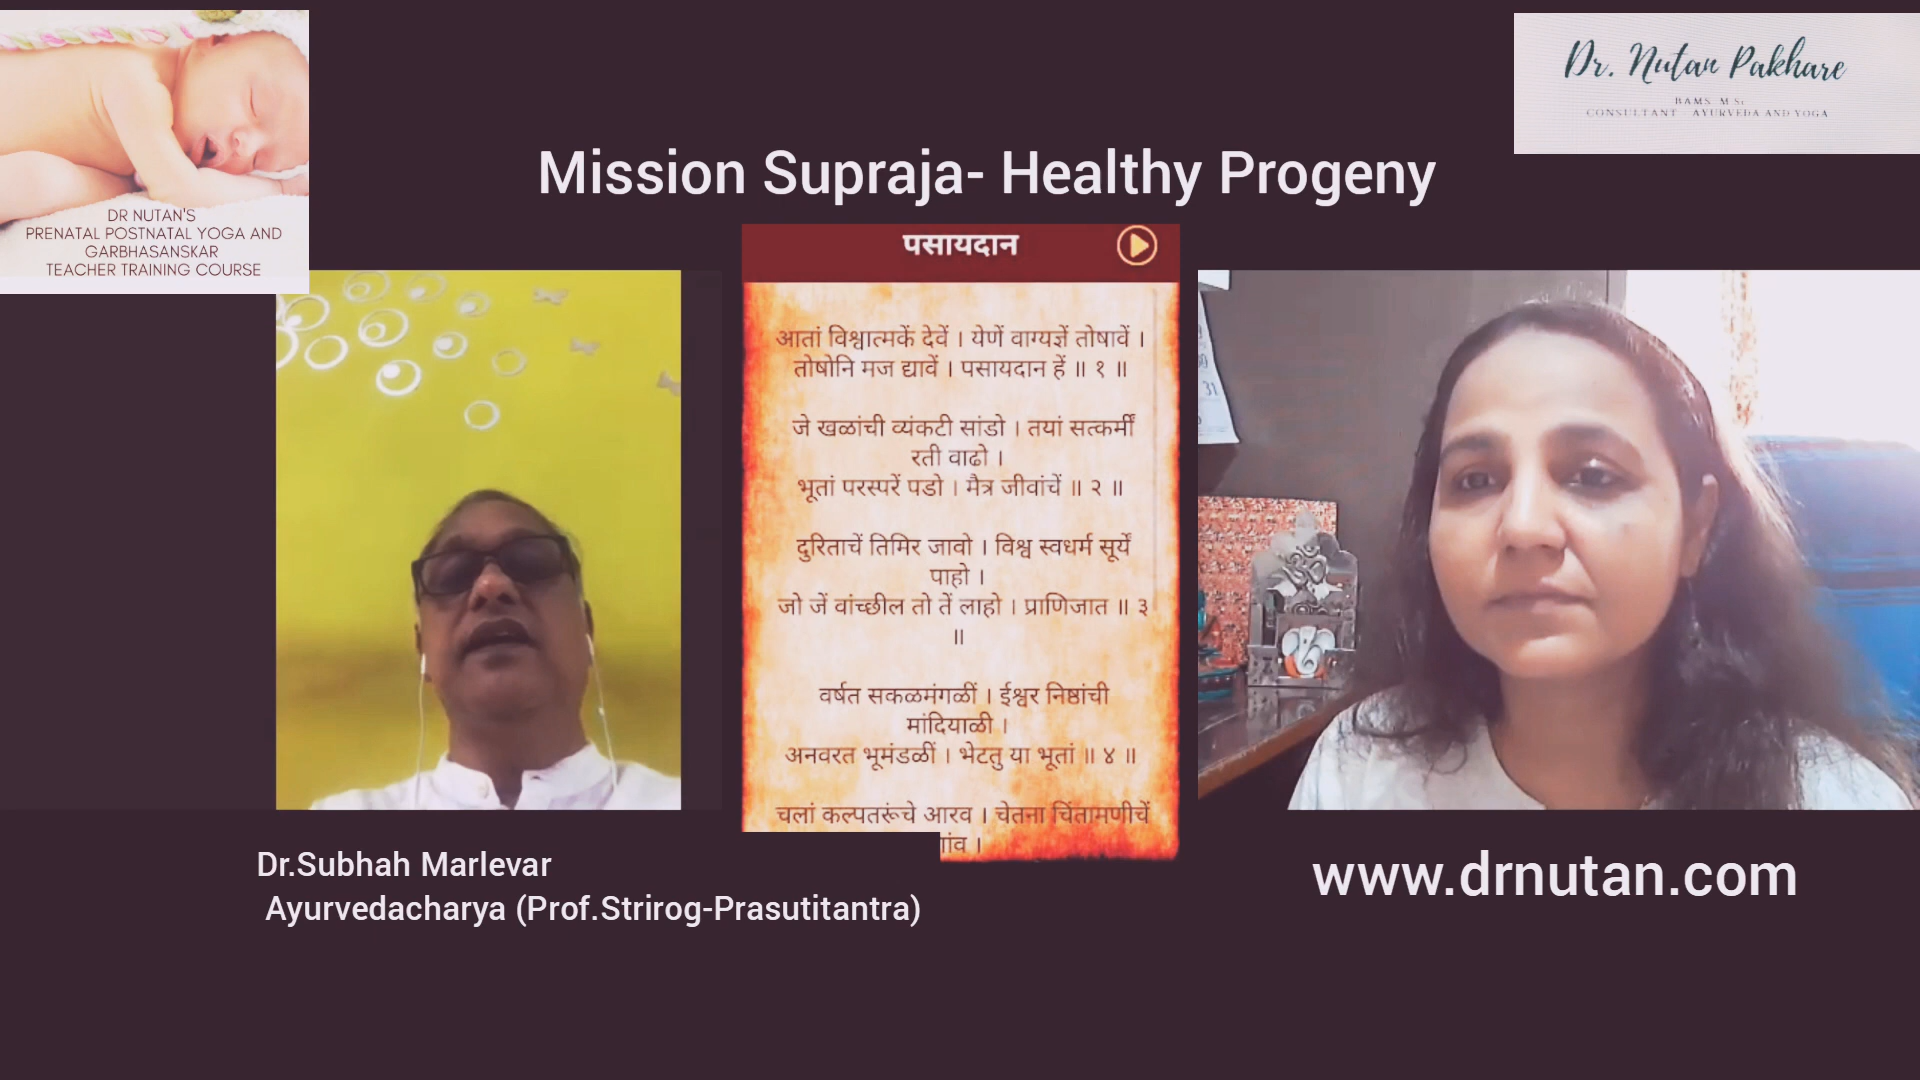 DR NUTAN'S
PRENATAL POSTNATAL YOGA AND
GARBHASANSKAR
TEACHER TRAINING COURSE
Dr. Nutan Pakhare
BAMS M.Sc
CONSULTANT - AYURVEDA AND YOGA
Mission Supraja- Healthy Progeny
पसायदान
आतां विश्वात्मकें देवें । येणें वाग्यज्ञें तोषावें ।
तोषोनि मज द्यावें । पसायदान हें ॥ १ ॥
जे खळांची व्यंकटी सांडो । तयां सत्कर्मीं
रती वाढो ।
भूतां परस्परें पडो । मैत्र जीवांचें ॥ २ ॥
दुरिताचें तिमिर जावो । विश्व स्वधर्म सूर्यें
पाहो ।
जो जें वांच्छील तो तें लाहो । प्राणिजात ॥ ३
॥
वर्षत सकळमंगळीं । ईश्वर निष्ठांची
मांदियाळी ।
अनवरत भूमंडळीं । भेटतु या भूतां ॥ ४ ॥
चलां कल्पतरूंचे आरव । चेतना चिंतामणीचें
गांव ।
31
Dr.Subhah Marlevar
Ayurvedacharya (Prof.Strirog-Prasutitantra)
www.drnutan.com